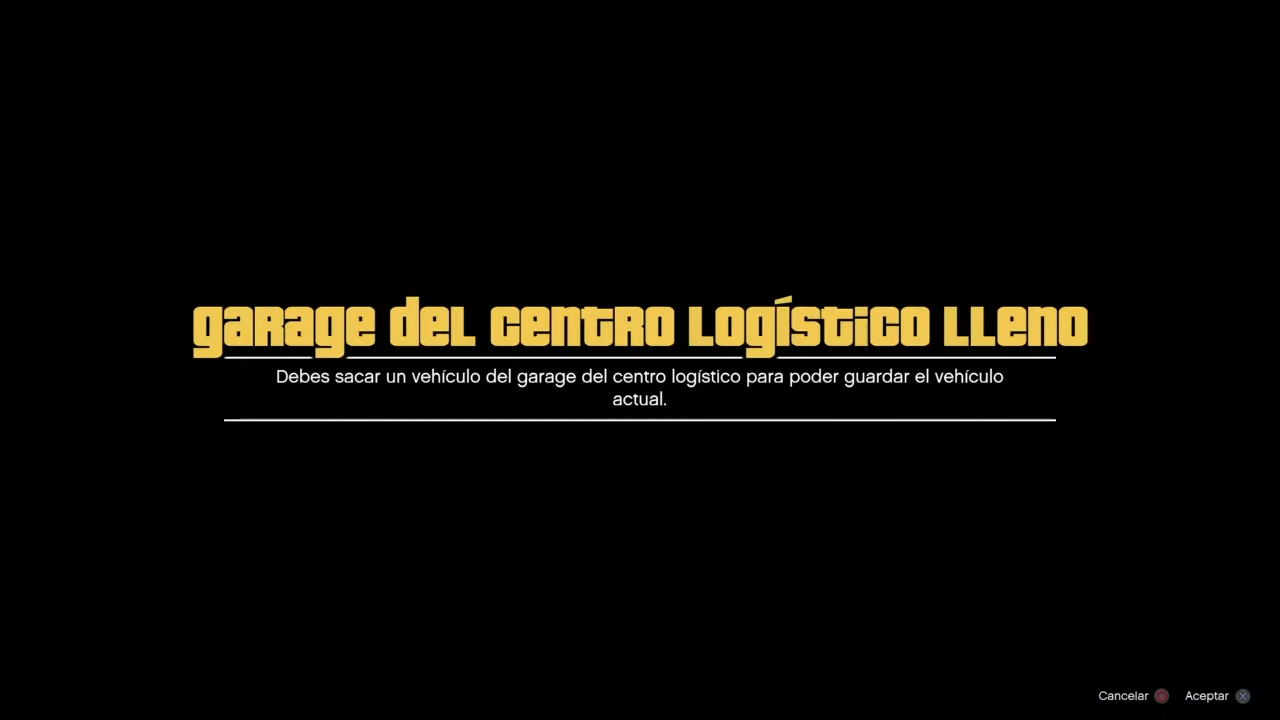 garage del centro logístico lleno
Debes sacar un vehículo del garage del centro logístico para poder guardar el vehículo
actual.
Cancelar Aceptar